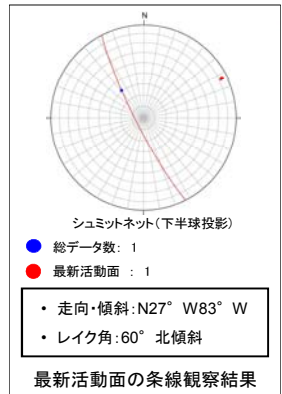 N
シュミットネット(下半球投影)
総データ数: 1
最新活動面 : 1
・ 走向・傾斜:N27°W83°W
・ レイク角:60°北傾斜
最新活動面の条線観察結果